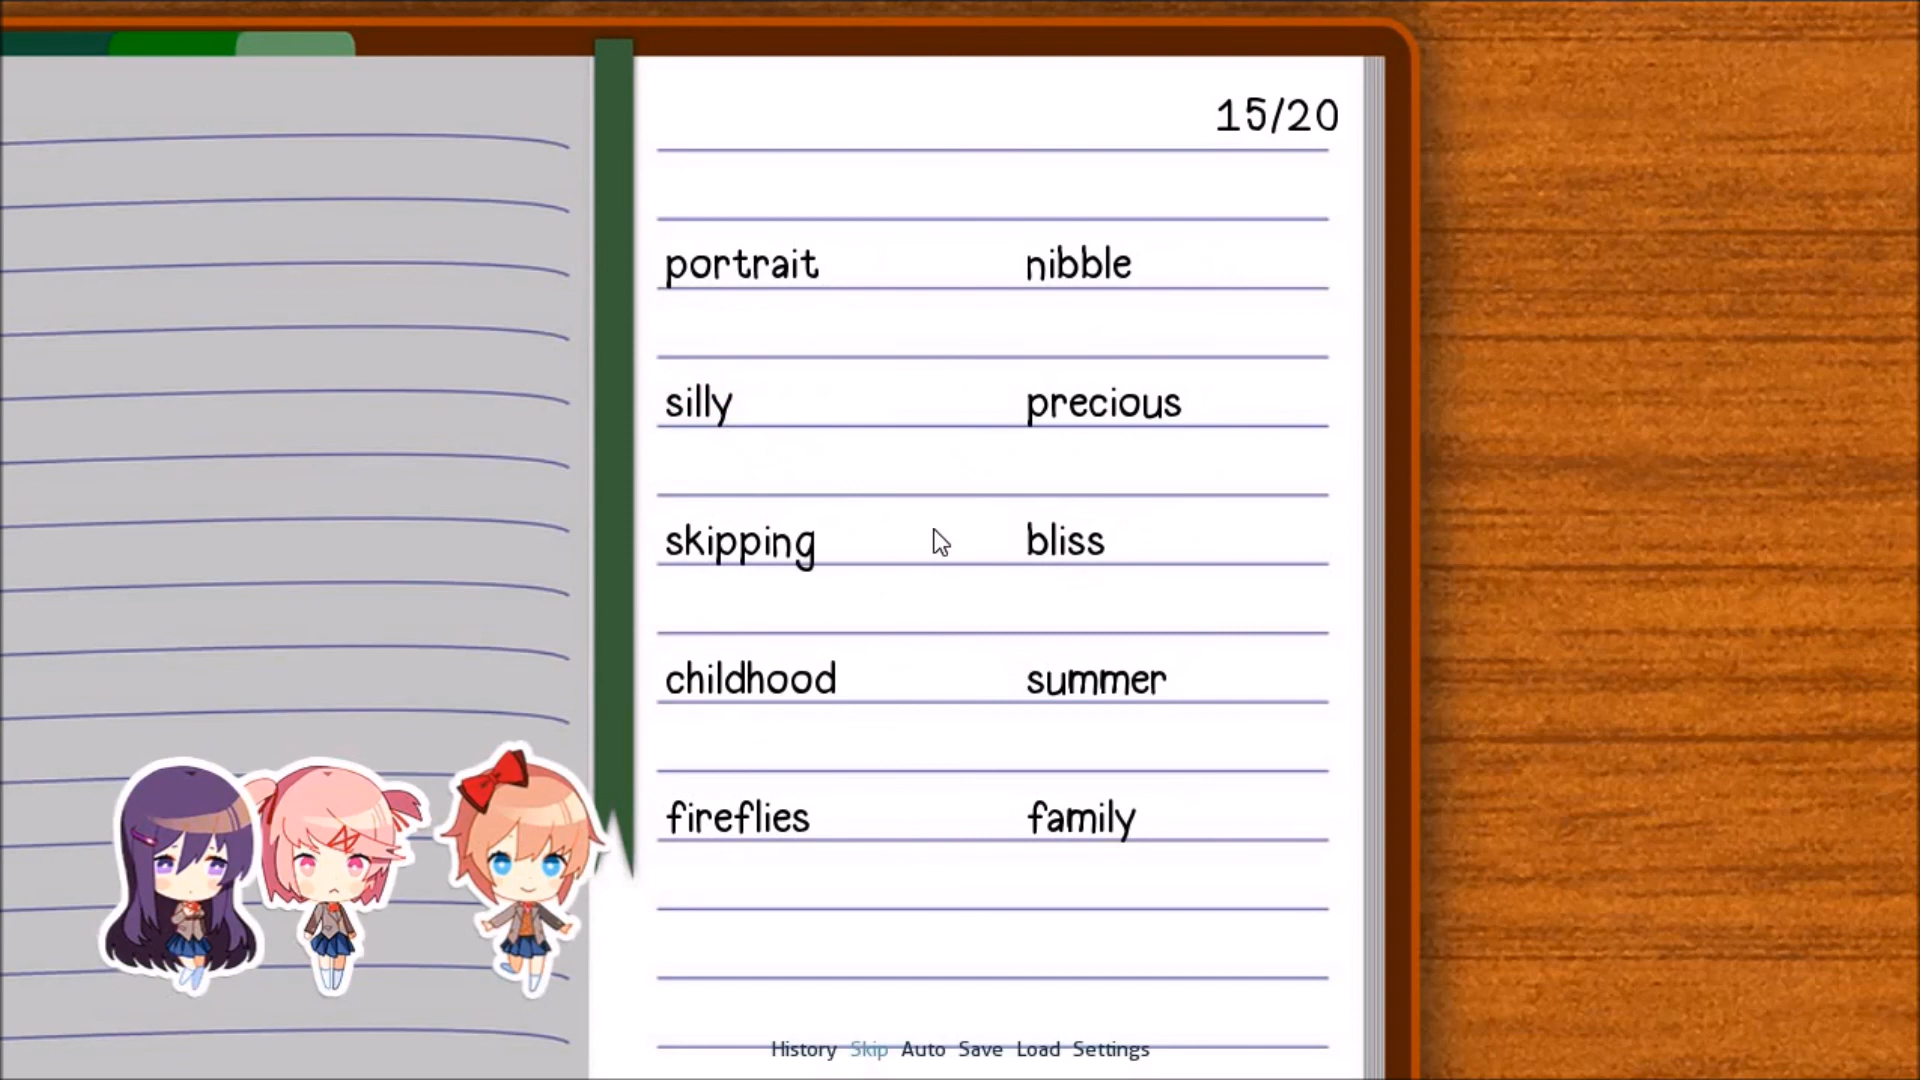 15/20
portrait nibble
silly precious
skipping bliss
childhood summer
fireflies family
History Skip Auto Save Load Settings